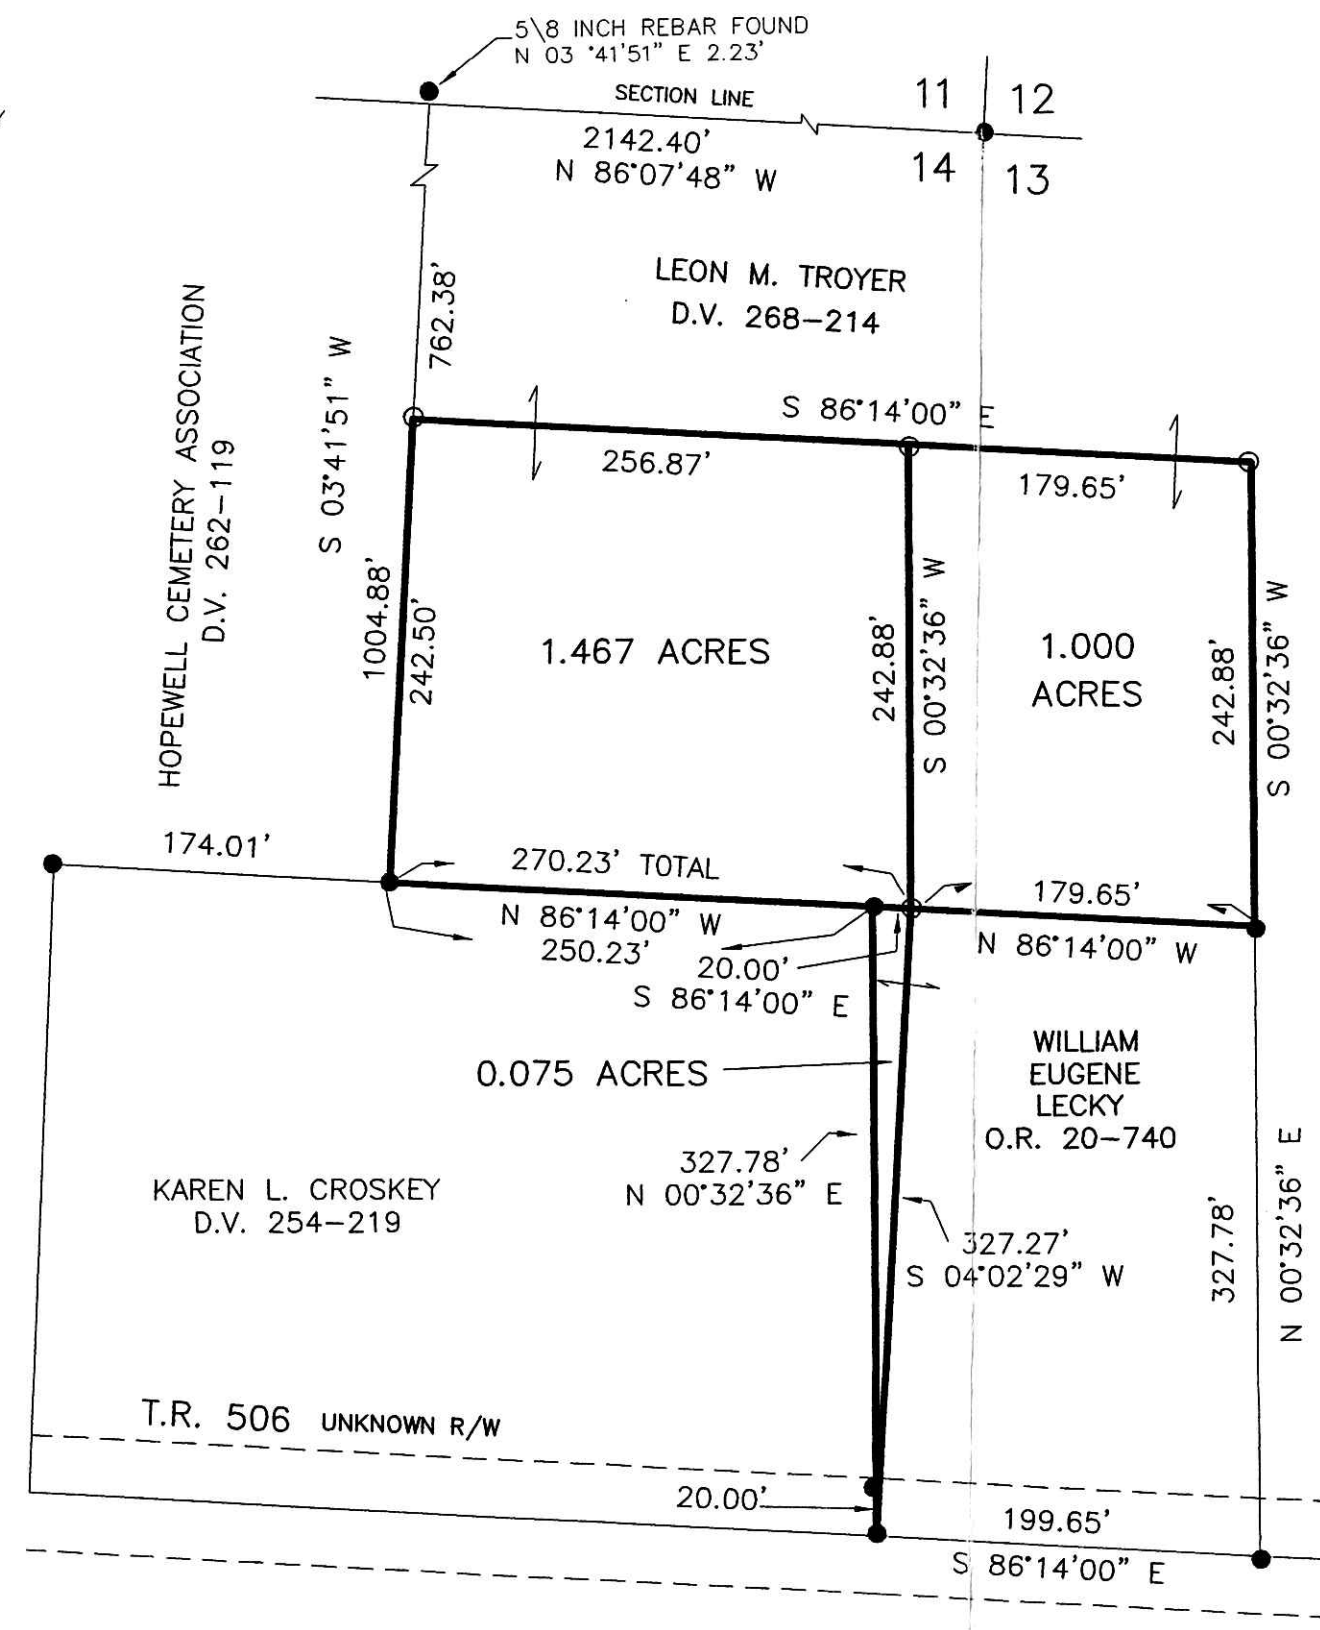 5\8 INCH REBAR FOUND
N 03 °41'51" E 2.23'
SECTION LINE
11
12
2142.40'
N 86°07'48" W
14
13
LEON M. TROYER
D.V. 268-214
762.38'
HOPEWELL CEMETERY ASSOCIATION
D.V. 262-119
S 03°41'51" W
S 86°14'00" E
256.87'
179.65'
1004.88'
242.50'
1.467 ACRES
242.88'
S 00°32'36" W
1.000
ACRES
242.88'
S 00°32'36" W
174.01'
270.23' TOTAL
179.65'
N 86°14'00" W
250.23'
20.00'
S 86°14'00" E
N 86°14'00" W
0.075 ACRES
WILLIAM
EUGENE
LECKY
O.R. 20-740
327.78'
N 00°32'36" E
KAREN L. CROSKEY
D.V. 254-219
327.27'
S 04°02'29" W
327.78'
N 00°32'36" E
T.R. 506 UNKNOWN R/W
20.00'
199.65'
S 86°14'00" E